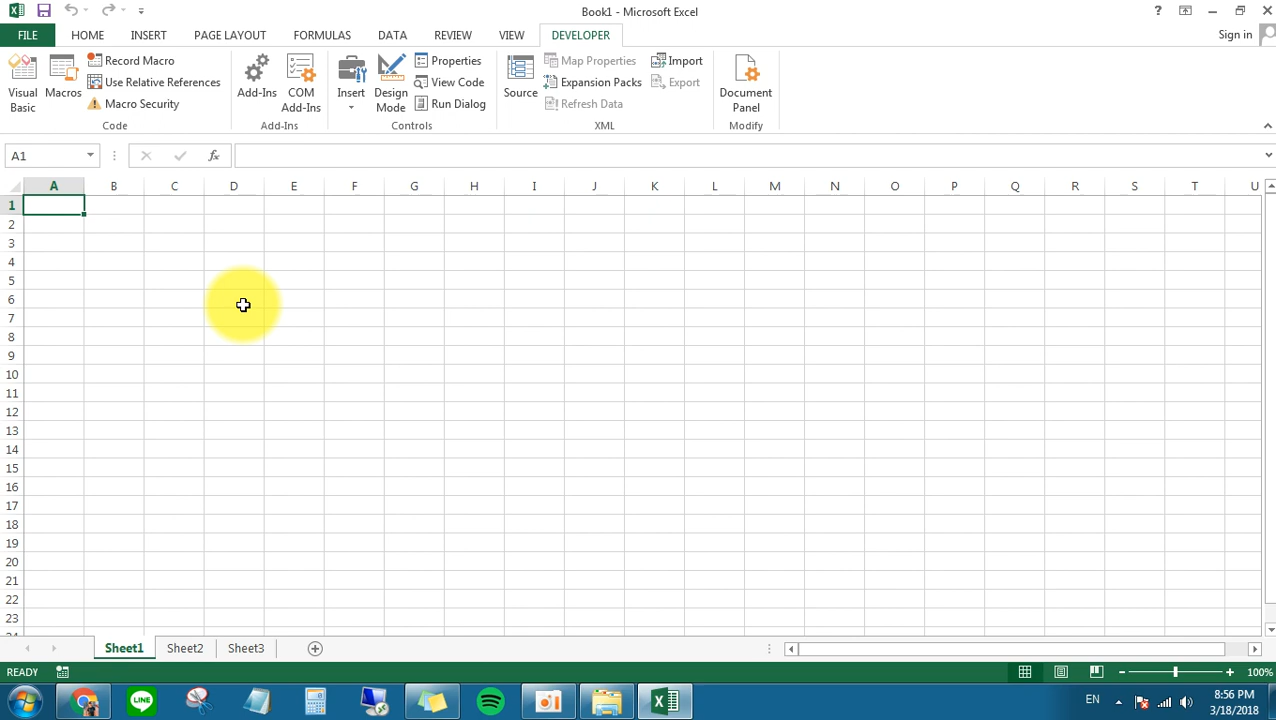 Book1 - Microsoft Excel
?
FILE HOME INSERT PAGE LAYOUT FORMULAS DATA REVIEW VIEW DEVELOPER Sign in
Visual Basic
Macros
Record Macro
Use Relative References
Macro Security
Code
Add-Ins
COM Add-Ins
Add-Ins
Insert
Design Mode
Properties
View Code
Run Dialog
Controls
Source
Map Properties
Expansion Packs
Refresh Data
Import
Export
XML
Document Panel
Modify
A1 fx
A B C D E F G H I J K L M N O P Q R S T U
1
2
3
4
5
6
7
8
9
10
11
12
13
14
15
16
17
18
19
20
21
22
23
24
Sheet1 Sheet2 Sheet3
READY 100%
LINE EN 8:56 PM
3/18/2018